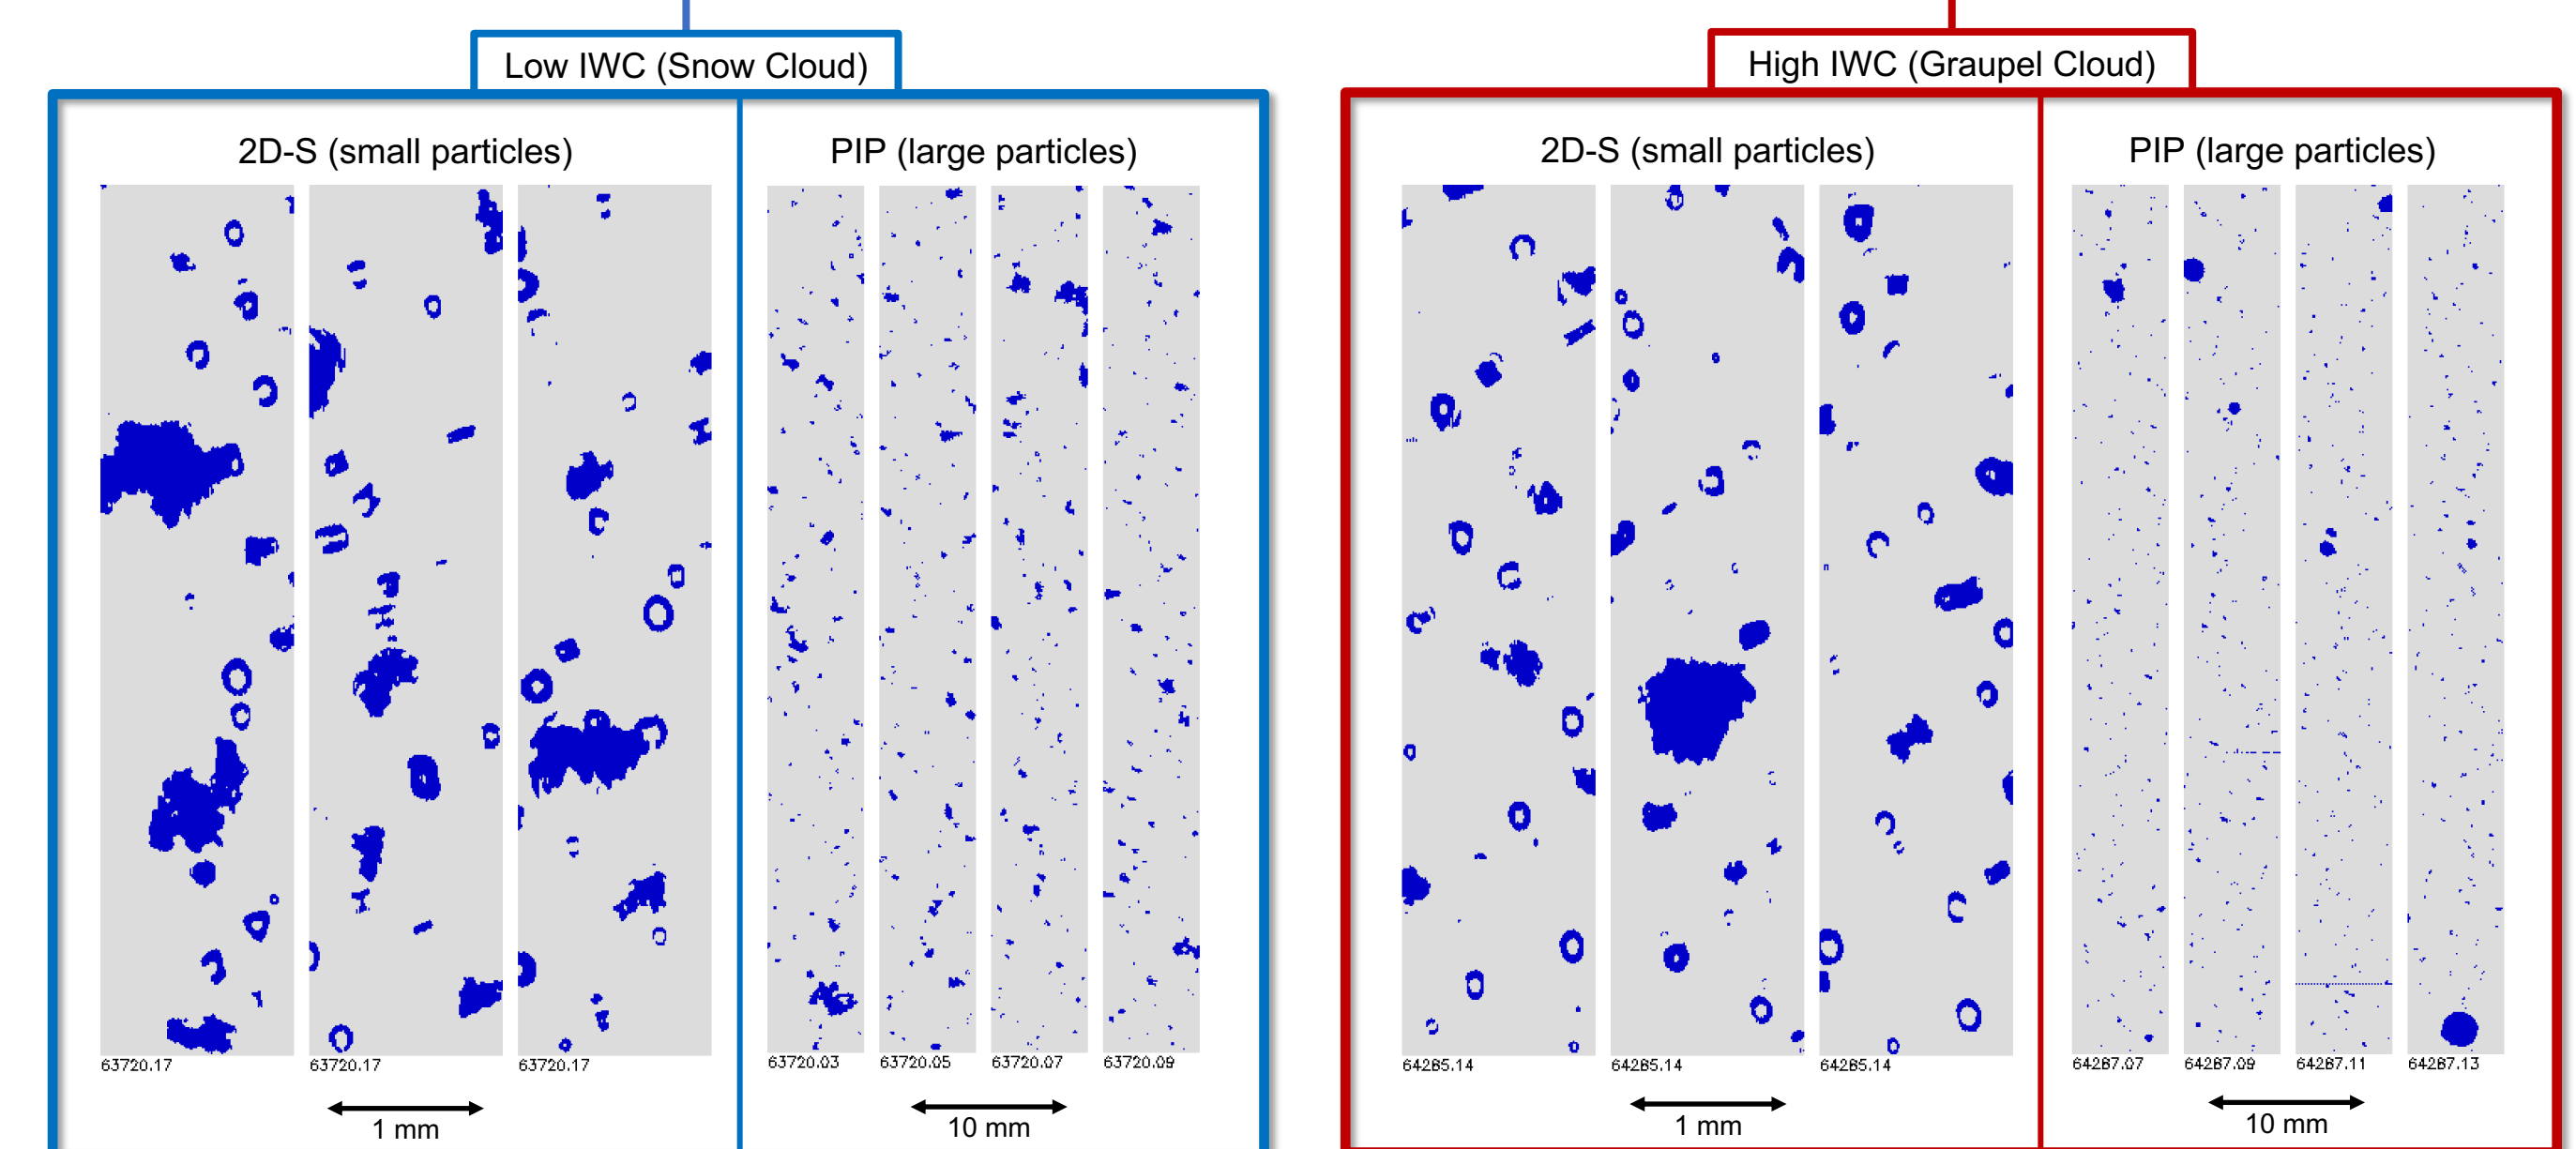 Low IWC (Snow Cloud)
2D-S (small particles)
PIP (large particles)
63720.17
63720.17
63720.17
63720.03
63720.05
63720.07
63720.09
1 mm
10 mm
High IWC (Graupel Cloud)
2D-S (small particles)
PIP (large particles)
64285.14
64285.14
64285.14
64287.07
64287.09
64287.11
64287.13
1 mm
10 mm